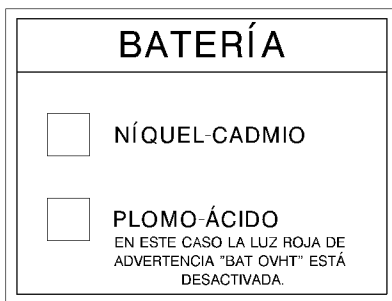 BATERÍA
NÍQUEL-CADMIO
PLOMO-ÁCIDO
EN ESTE CASO LA LUZ ROJA DE
ADVERTENCIA "BAT OVHT" ESTÁ
DESACTIVADA.